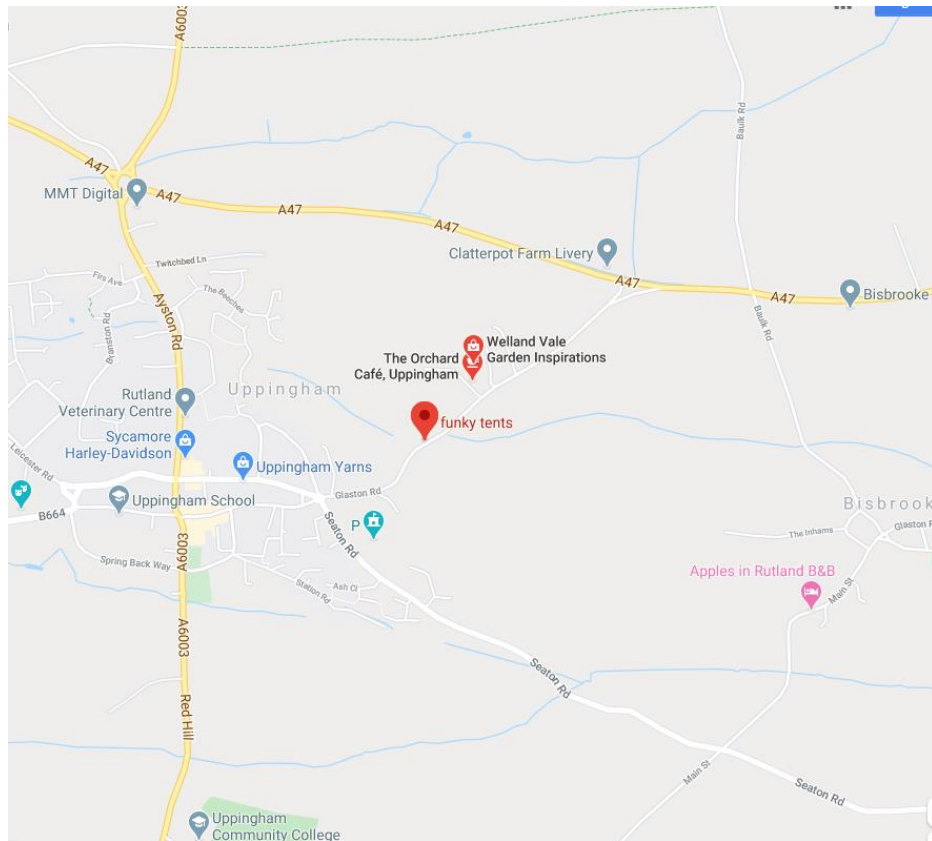 A6003
A47
MMT Digital
A47
A47
A47
Clatterpot Farm Livery
A47
A47
Bisbrooke
Baulk Rd
Baulk Rd
Twitchbed Ln
Firs Ave
The Beeches
Branston Rd
Ayston Rd
Uppingham
Welland Vale
Garden Inspirations
The Orchard
Café, Uppingham
funky tents
Rutland
Veterinary Centre
Sycamore
Harley-Davidson
Uppingham Yarns
Leicester Rd
Uppingham School
B664
Glaston Rd
P
Seaton Rd
Spring Back Way
A6003
Station Rd
Ash Cl
Bisbrook
The Inhams
Glaston R
Apples in Rutland B&B
Main St
A6003
Seaton Rd
Red Hill
Main St
Seaton Rd
Uppingham
Community College